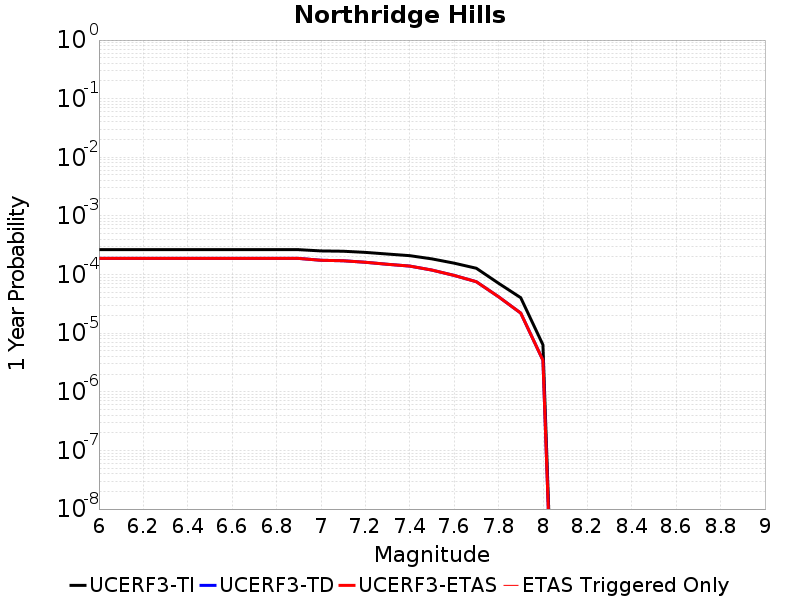 Northridge Hills
1 Year Probability
10^0
10^-1
10^-2
10^-3
10^-4
10^-5
10^-6
10^-7
10^-8
6 6.2 6.4 6.6 6.8 7 7.2 7.4 7.6 7.8 8 8.2 8.4 8.6 8.8 9
Magnitude
UCERF3-TI UCERF3-TD UCERF3-ETAS ETAS Triggered Only